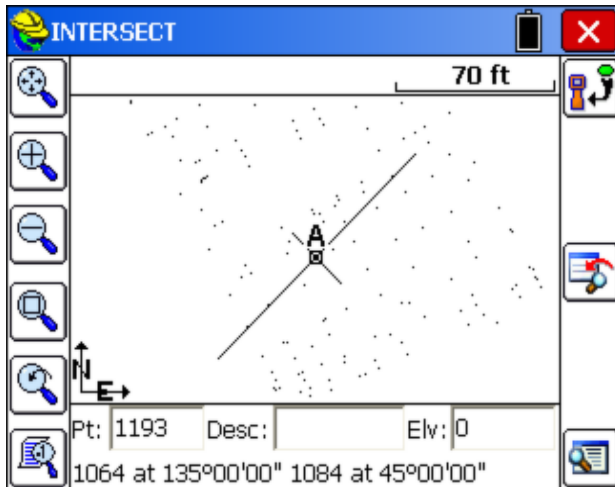 INTERSECT
70 ft
A
N
E
Pt: 1193 Desc: Elv: 0
1064 at 135°00'00" 1084 at 45°00'00"